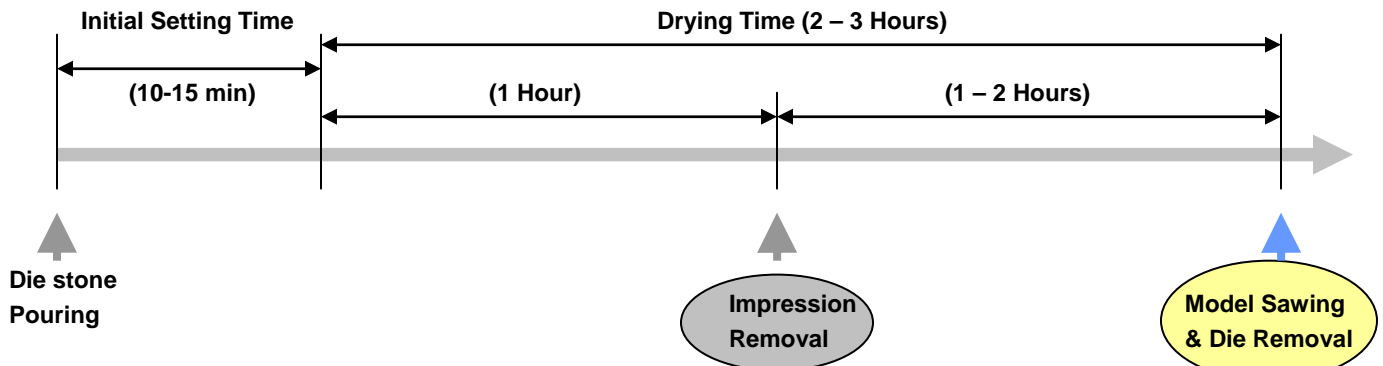 Initial Setting Time
Drying Time (2 – 3 Hours)
(10-15 min)
(1 Hour)
(1 – 2 Hours)
Die stone
Pouring
Impression
Removal
Model Sawing
& Die Removal